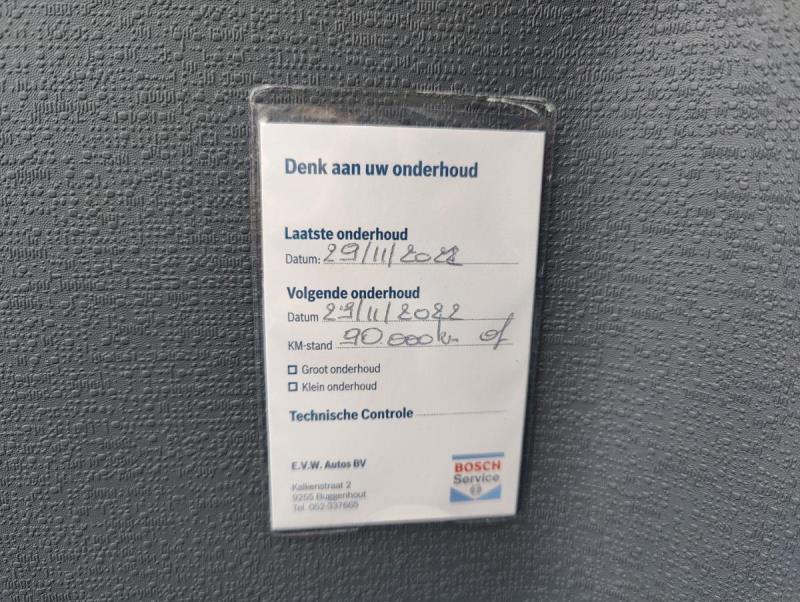 Denk aan uw onderhoud
Laatste onderhoud
Datum: 29/11/2022
Volgende onderhoud
Datum 29/11/2022
KM-stand 90.000km of
Groot onderhoud
Klein onderhoud
Technische Controle
E.V.W. Autos BV
Kalkenstraat 2
9255 Buggenhout
Tel. 052-337665
BOSCH
Service